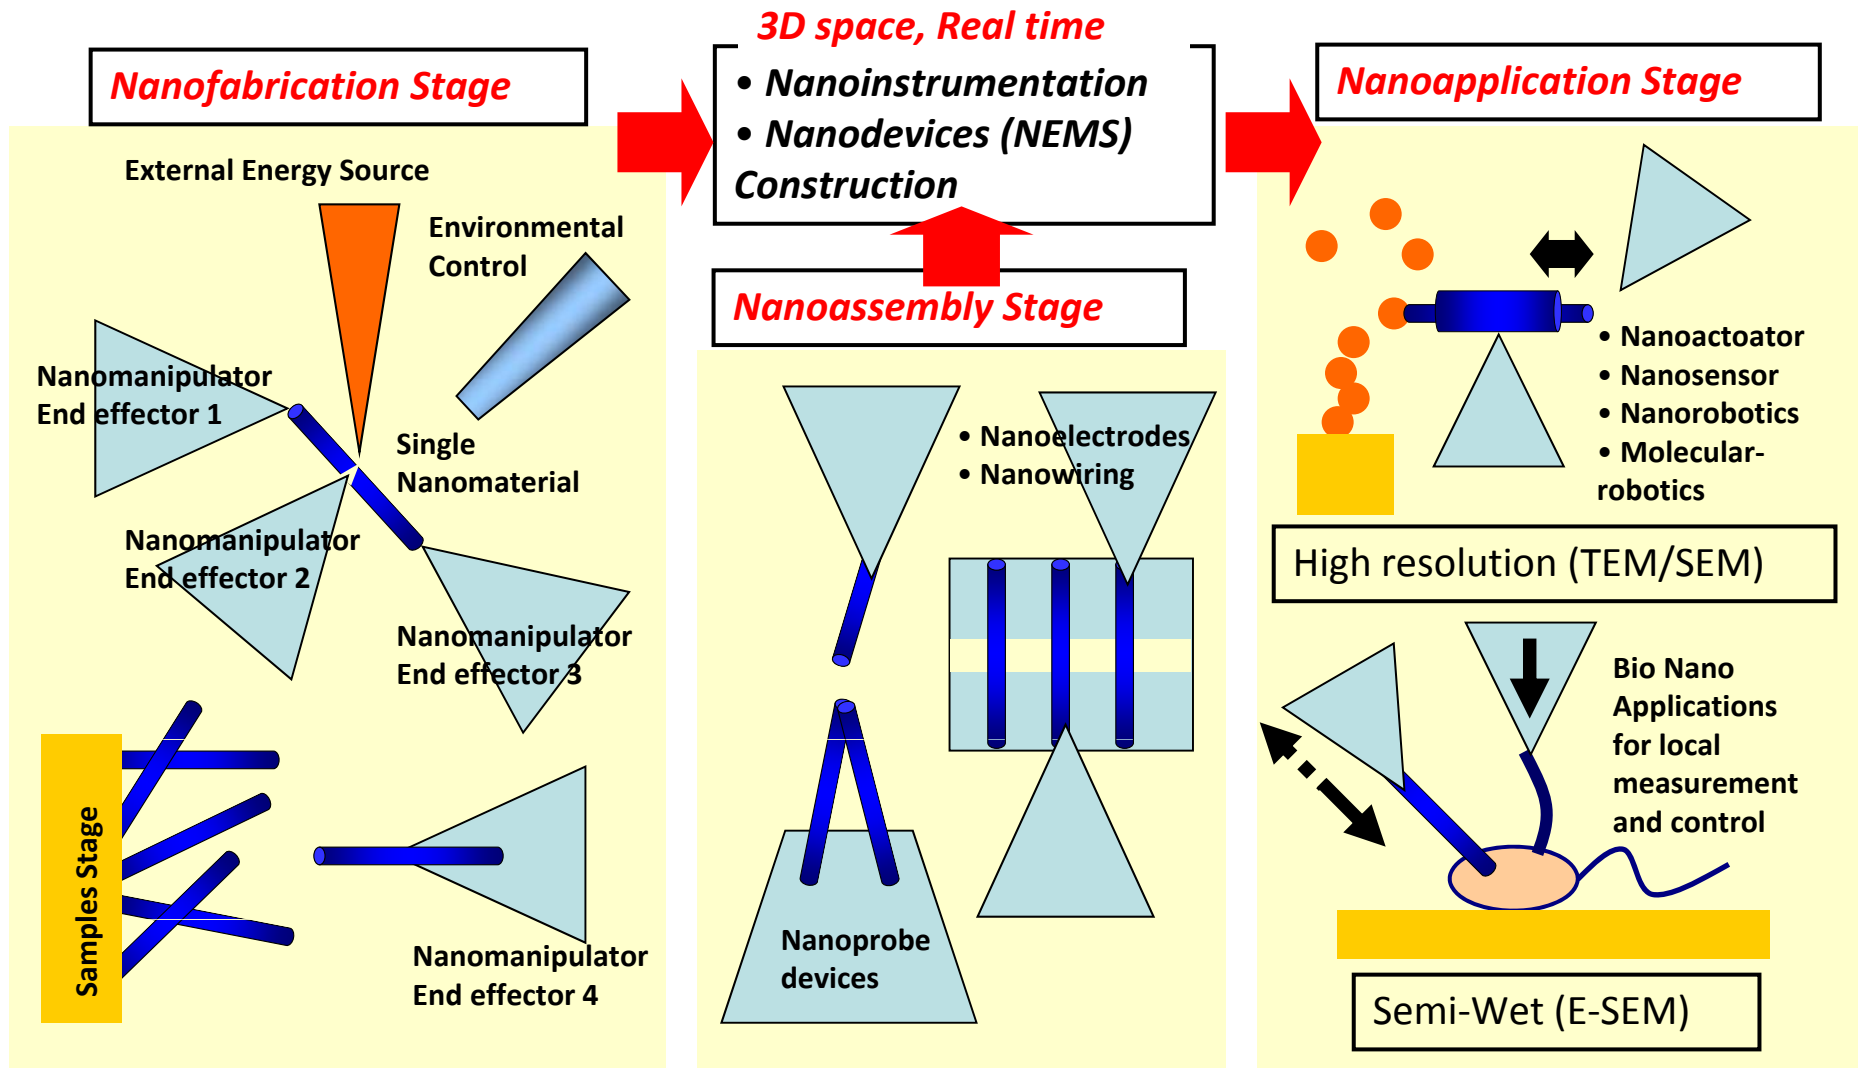 Nanofabrication Stage
External Energy Source
Environmental
Control
Nanomanipulator
End effector 1
Single
Nanomaterial
Nanomanipulator
End effector 2
Nanomanipulator
End effector 3
Samples Stage
Nanomanipulator
End effector 4
3D space, Real time
• Nanoinstrumentation
• Nanodevices (NEMS)
Construction
Nanoassembly Stage
• Nanoelectrodes
• Nanowiring
Nanoprobe
devices
Nanoapplication Stage
• Nanoactoator
• Nanosensor
• Nanorobotics
• Molecular-
robotics
High resolution (TEM/SEM)
Bio Nano
Applications
for local
measurement
and control
Semi-Wet (E-SEM)